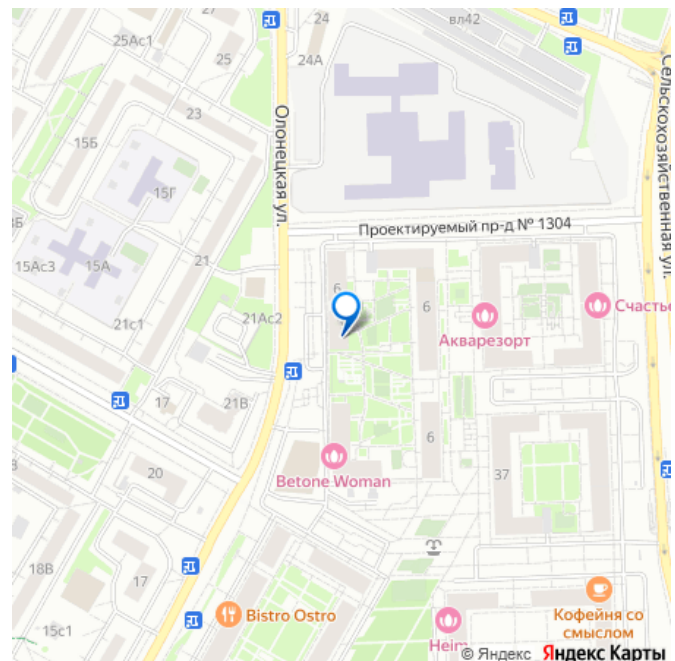 27
24
вл42
25Ас1
25
24А
23
Олонецкая ул.
Сельскохозяйственная ул.
15Б
15Г
Проектируемый пр-д № 1304
15Ас3
15А
21
6
6
21с1
21Ас2
Акварезорт
Счастье
17
21В
6
Betone Woman
20
37
18В
17
Bistro Ostro
Кофейня со
смыслом
15с1
Heim
© Яндекс Яндекс Карты